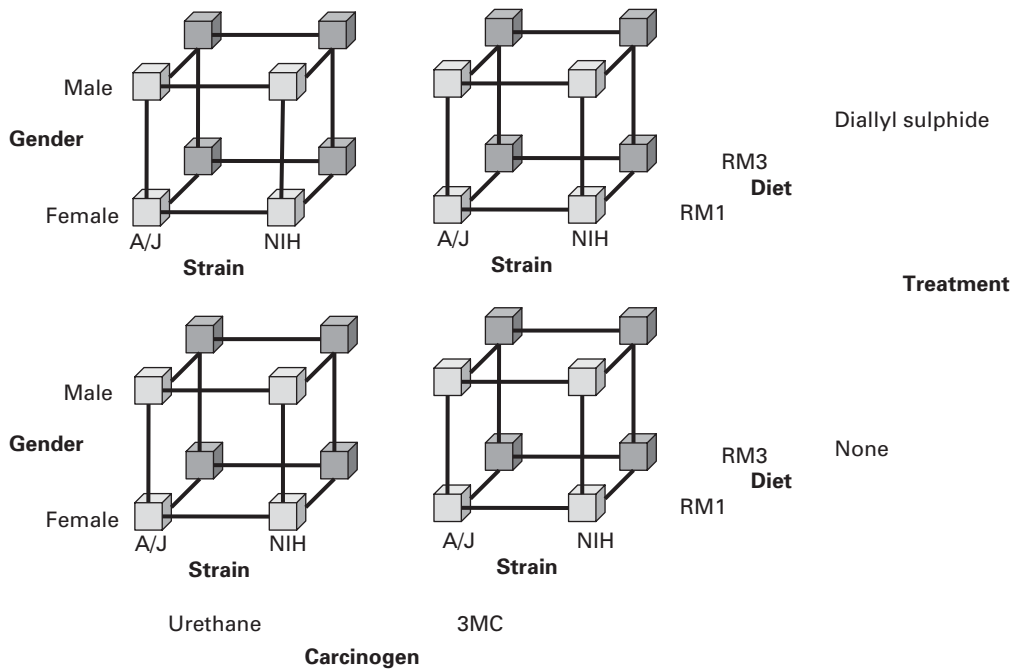 Male
Gender
Female
A/J NIH
Strain
A/J NIH
Strain
RM3
Diet
RM1
Diallyl sulphide
Treatment
Male
Gender
Female
A/J NIH
Strain
A/J NIH
Strain
RM3
Diet
RM1
None
Urethane 3MC
Carcinogen